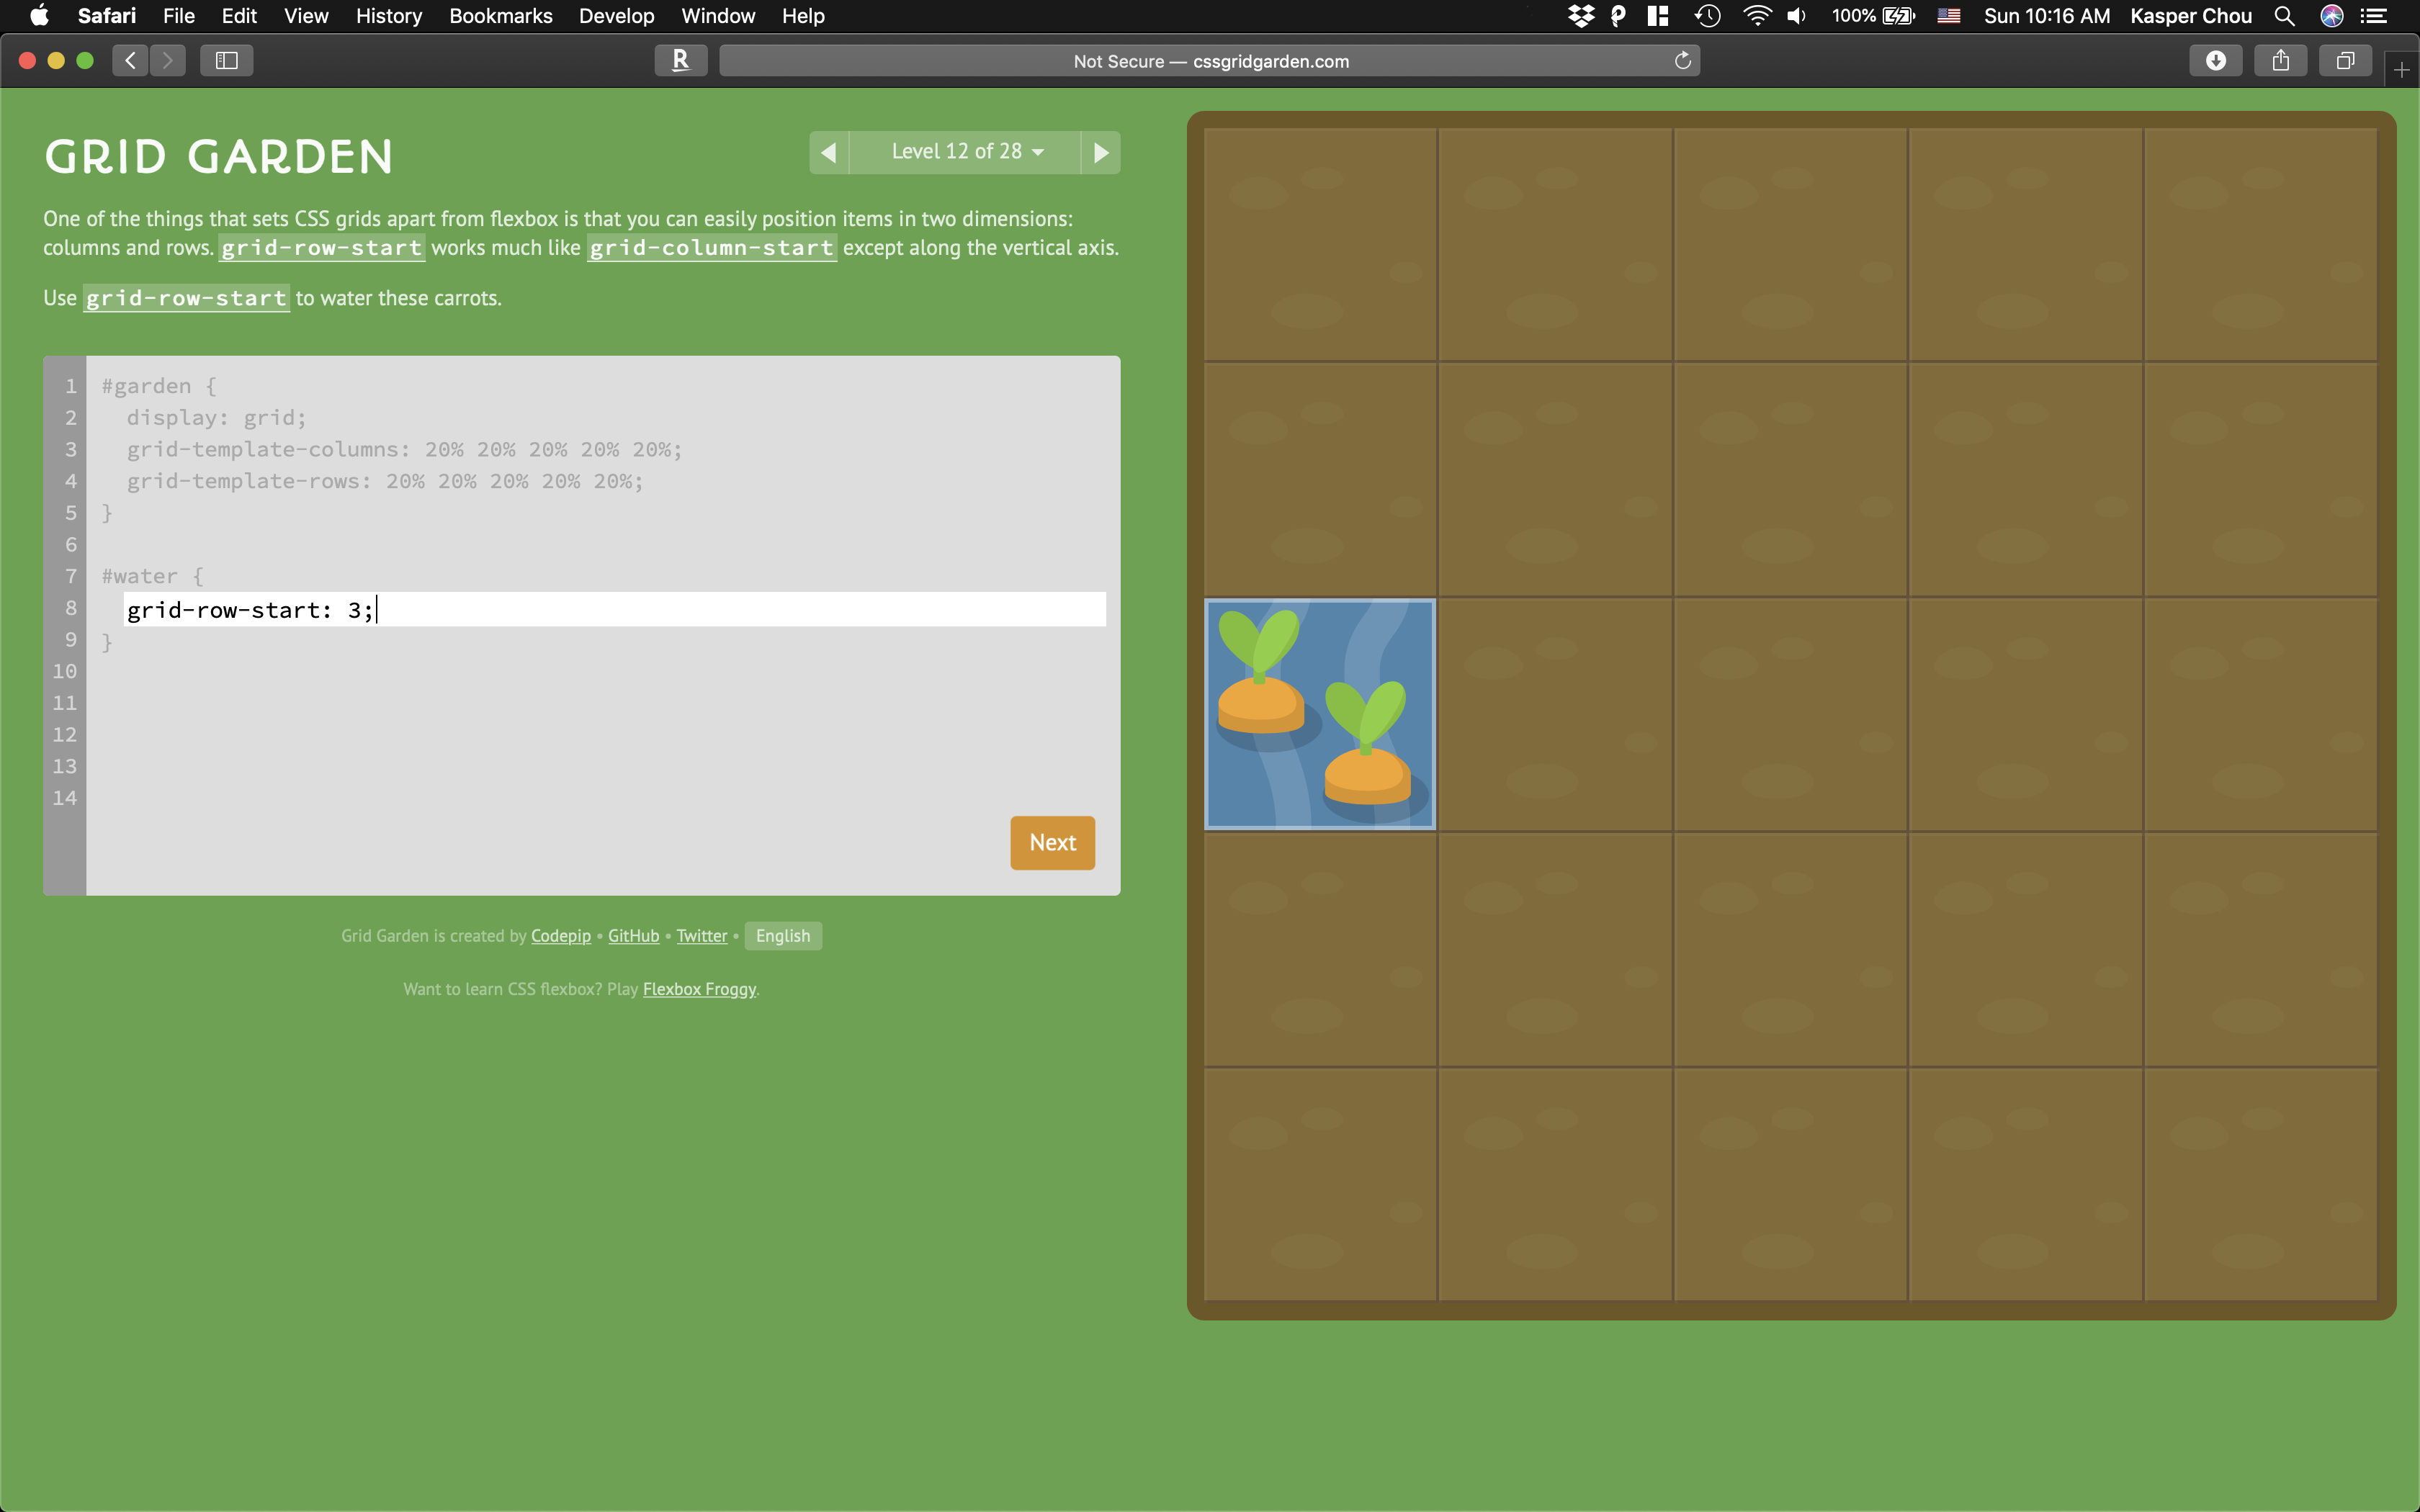 Safari File Edit View History Bookmarks Develop Window Help 100% Sun 10:16 AM Kasper Chou
R Not Secure — cssgridgarden.com
GRID GARDEN
Level 12 of 28
One of the things that sets CSS grids apart from flexbox is that you can easily position items in two dimensions:
columns and rows. grid-row-start works much like grid-column-start except along the vertical axis.
Use grid-row-start to water these carrots.
1 #garden {
2 display: grid;
3 grid-template-columns: 20% 20% 20% 20% 20%;
4 grid-template-rows: 20% 20% 20% 20% 20%;
5 }
6
7 #water {
8 grid-row-start: 3;
9 }
10
11
12
13
14
Next
Grid Garden is created by Codepip • GitHub • Twitter • English
Want to learn CSS flexbox? Play Flexbox Froggy.